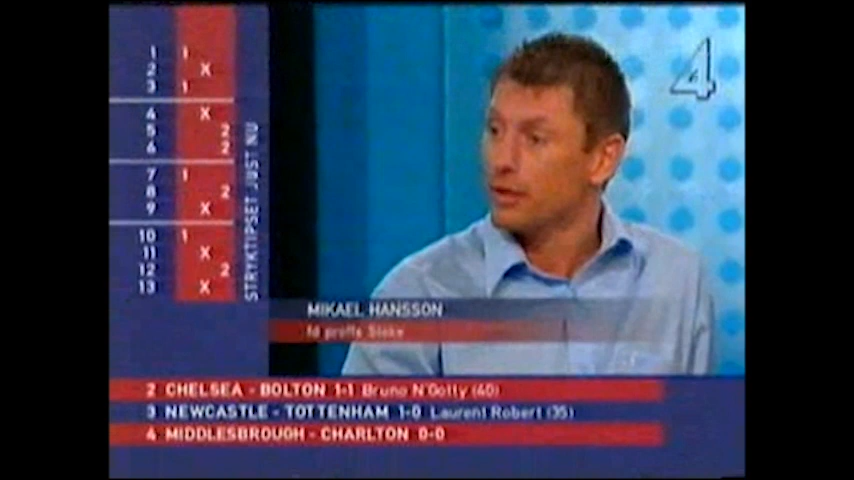 4
1 1
2 X
3 1
4 X
5 2
6 2
7 1
8 2
9 X
10 1
11 X
12 2
13 X
STRYKTIPSET JUST NU
MIKAEL HANSSON
fd proffs Stoke
2 CHELSEA - BOLTON 1-1 Bruno N'Gotty (40)
3 NEWCASTLE - TOTTENHAM 1-0 Laurent Robert (35)
4 MIDDLESBROUGH - CHARLTON 0-0